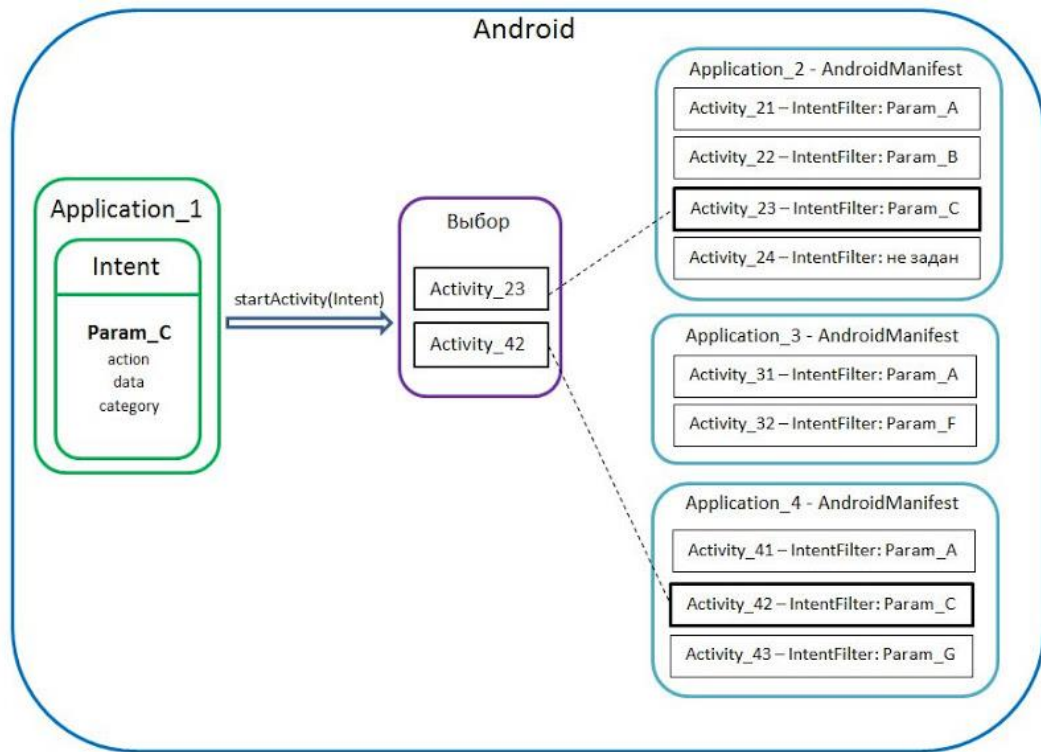 Android
Application_1
Intent
Param_C
action
data
category
startActivity(Intent)
Выбор
Activity_23
Activity_42
Application_2 - AndroidManifest
Activity_21 – IntentFilter: Param_A
Activity_22 – IntentFilter: Param_B
Activity_23 – IntentFilter: Param_C
Activity_24 – IntentFilter: не задан
Application_3 - AndroidManifest
Activity_31 – IntentFilter: Param_A
Activity_32 – IntentFilter: Param_F
Application_4 - AndroidManifest
Activity_41 – IntentFilter: Param_A
Activity_42 – IntentFilter: Param_C
Activity_43 – IntentFilter: Param_G